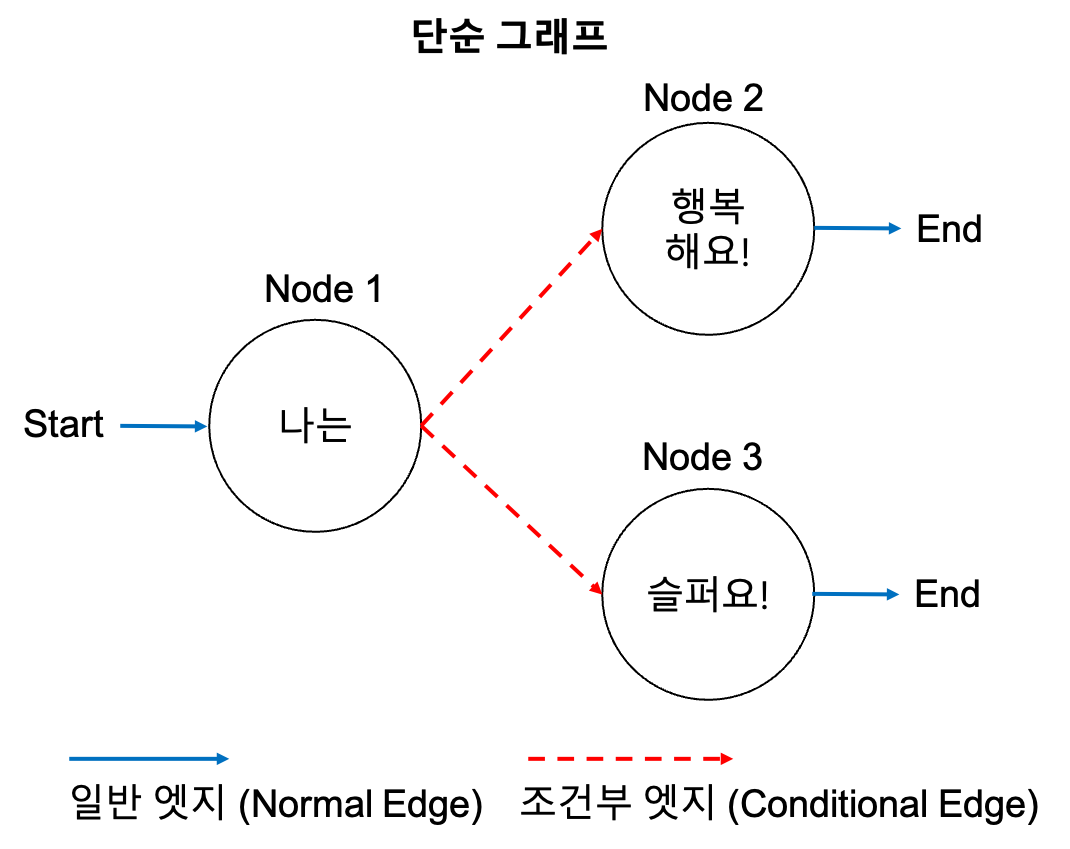 단순 그래프
Node 2
행복
해요!
End
Node 1
Start
나는
Node 3
슬퍼요!
End
일반 엣지 (Normal Edge)
조건부 엣지 (Conditional Edge)